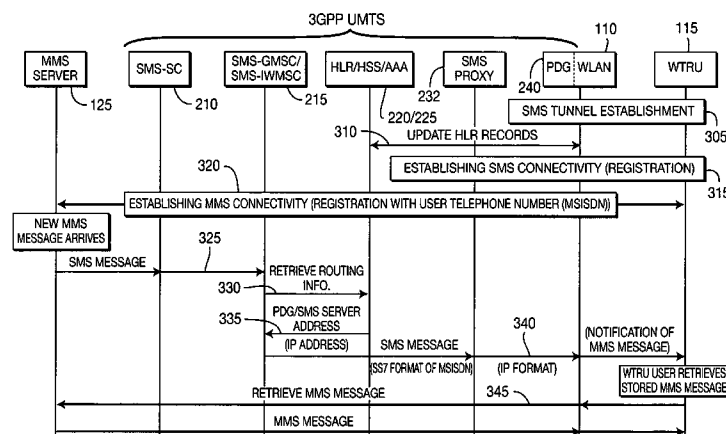 3GPP UMTS
110
115
MMS
SERVER
SMS-SC
SMS-GMSC/
SMS-IWMSC
HLR/HSS/AAA
SMS
PROXY
PDG
WLAN
WTRU
125
210
215
220/225
232
240
SMS TUNNEL ESTABLISHMENT
305
310
UPDATE HLR RECORDS
ESTABLISHING SMS CONNECTIVITY (REGISTRATION)
315
320
ESTABLISHING MMS CONNECTIVITY (REGISTRATION WITH USER TELEPHONE NUMBER (MSISDN))
NEW MMS
MESSAGE ARRIVES
SMS MESSAGE
325
RETRIEVE ROUTING
INFO.
330
335
PDG/SMS SERVER
ADDRESS
(IP ADDRESS)
SMS MESSAGE
(SS7 FORMAT OF MSISON)
340
(IP FORMAT)
(NOTIFICATION OF
MMS MESSAGE)
WTRU USER RETRIEVES
STORED MMS MESSAGE
RETRIEVE MMS MESSAGE
345
MMS MESSAGE